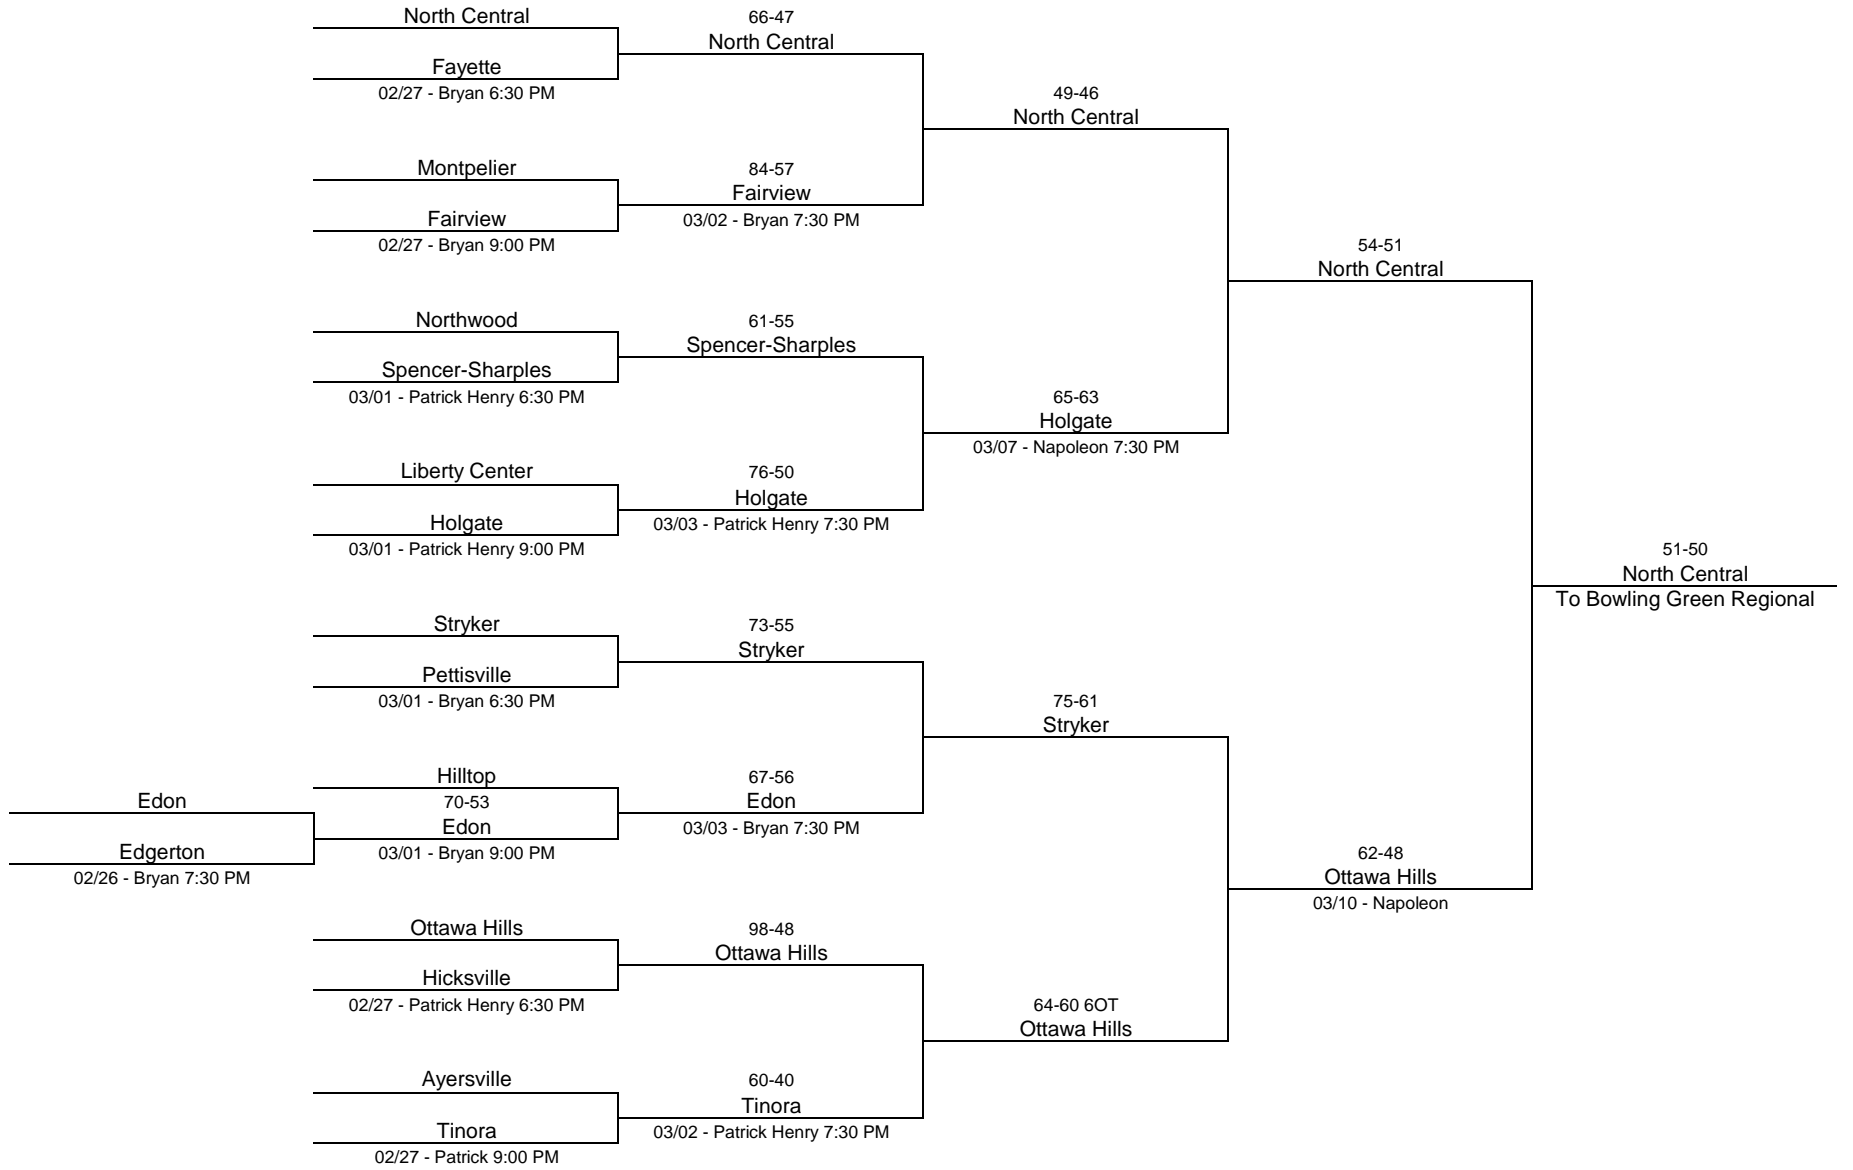 North Central
Fayette
02/27 - Bryan 6:30 PM
Montpelier
Fairview
02/27 - Bryan 9:00 PM
Northwood
Spencer-Sharples
03/01 - Patrick Henry 6:30 PM
Liberty Center
Holgate
03/01 - Patrick Henry 9:00 PM
Stryker
Pettisville
03/01 - Bryan 6:30 PM
Edon
Edgerton
02/26 - Bryan 7:30 PM
Hilltop
70-53
Edon
03/01 - Bryan 9:00 PM
Ottawa Hills
Hicksville
02/27 - Patrick Henry 6:30 PM
Ayersville
Tinora
02/27 - Patrick 9:00 PM
66-47
North Central
84-57
Fairview
03/02 - Bryan 7:30 PM
61-55
Spencer-Sharples
76-50
Holgate
03/03 - Patrick Henry 7:30 PM
73-55
Stryker
67-56
Edon
03/03 - Bryan 7:30 PM
98-48
Ottawa Hills
60-40
Tinora
03/02 - Patrick Henry 7:30 PM
49-46
North Central
65-63
Holgate
03/07 - Napoleon 7:30 PM
75-61
Stryker
64-60 6OT
Ottawa Hills
54-51
North Central
62-48
Ottawa Hills
03/10 - Napoleon
51-50
North Central
To Bowling Green Regional